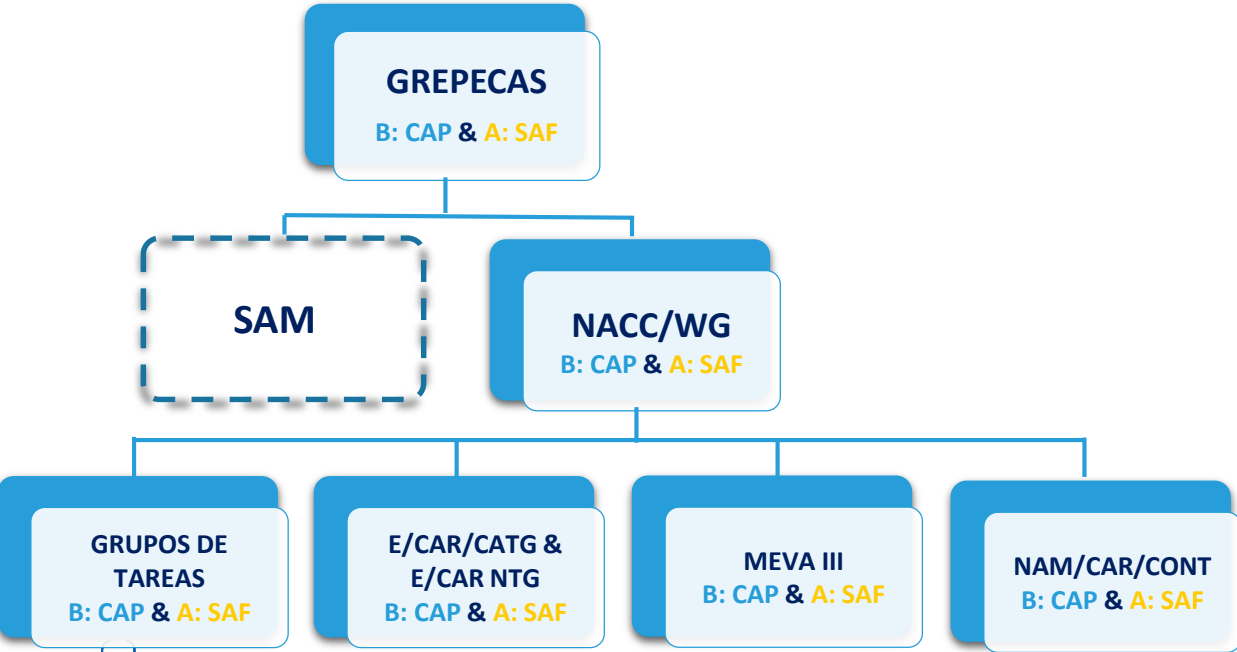 GREPECAS
B: CAP & A: SAF
SAM
NACC/WG
B: CAP & A: SAF
GRUPOS DE
TAREAS
B: CAP & A: SAF
E/CAR/CATG &
E/CAR NTG
B: CAP & A: SAF
MEVA III
B: CAP & A: SAF
NAM/CAR/CONT
B: CAP & A: SAF